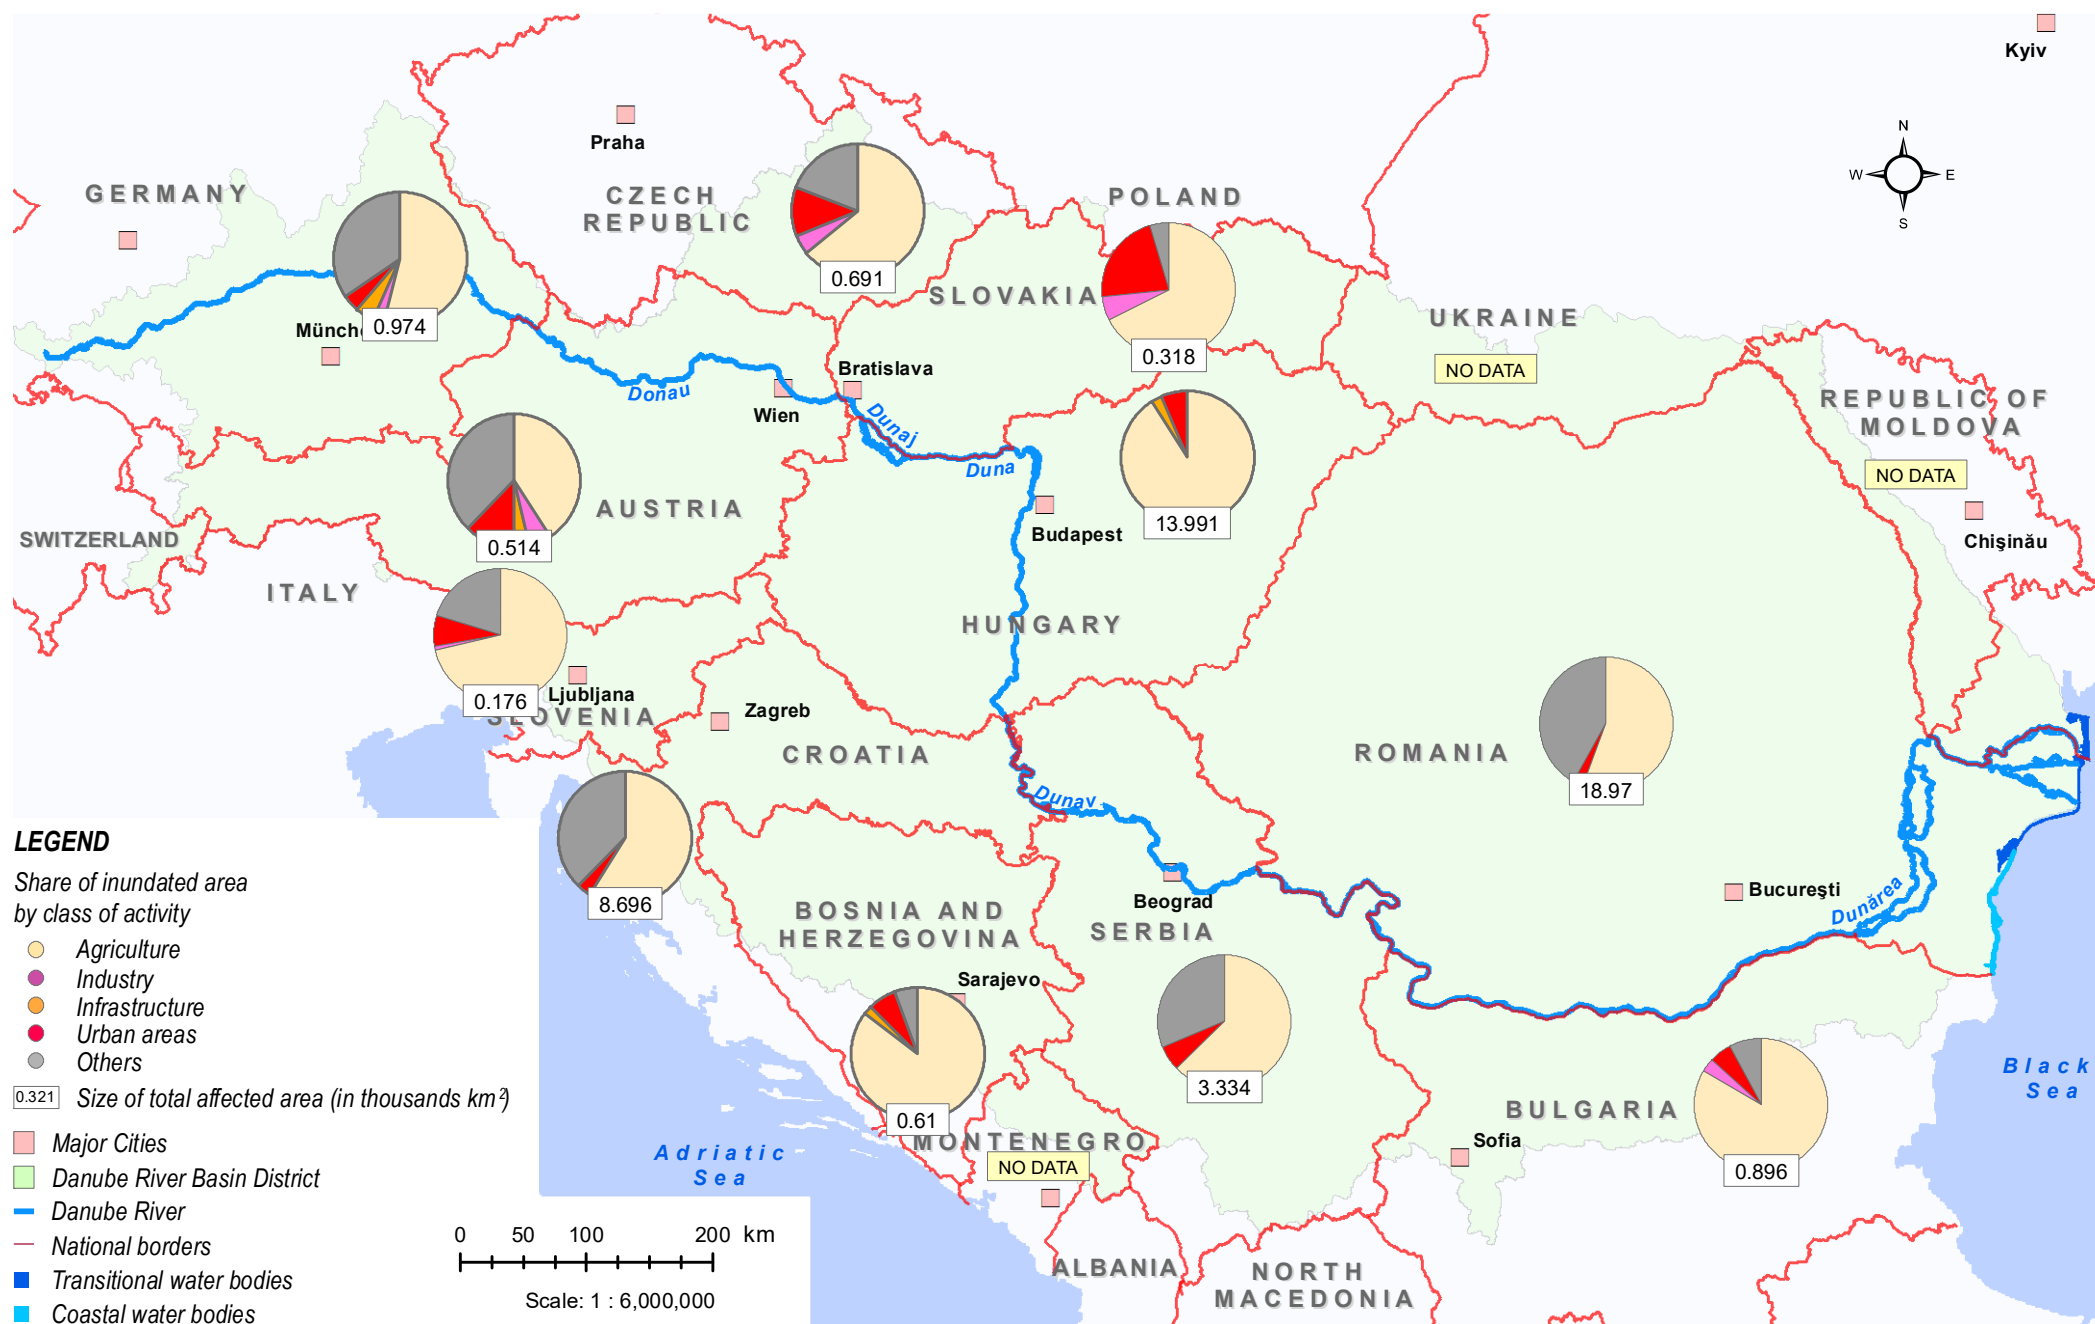 Kyiv
Praha
N
W
E
S
GERMANY
CZECH
REPUBLIC
POLAND
0.691
SLOVAKIA
0.974
Münch
UKRAINE
0.318
NO DATA
Bratislava
Donau
Wien
Dunaj
Duna
REPUBLIC OF
MOLDOVA
NO DATA
Chişinău
AUSTRIA
0.514
Budapest
13.991
SWITZERLAND
ITALY
HUNGARY
0.176
Ljubljana
SLOVENIA
Zagreb
CROATIA
ROMANIA
18.97
Dunav
8.696
Beograd
Bucureşti
Dunărea
BOSNIA AND
HERZEGOVINA
SERBIA
Sarajevo
3.334
0.61
MONTENEGRO
NO DATA
BULGARIA
Sofia
0.896
Black
Sea
Adriatic
Sea
ALBANIA
NORTH
MACEDONIA
LEGEND
Share of inundated area
by class of activity
Agriculture
Industry
Infrastructure
Urban areas
Others
0.321 Size of total affected area (in thousands km²)
Major Cities
Danube River Basin District
Danube River
National borders
Transitional water bodies
Coastal water bodies
0 50 100 200 km
Scale: 1 : 6,000,000